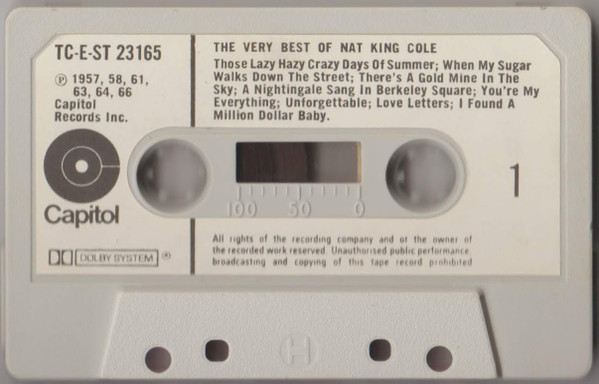 TC-E-ST 23165
℗ 1957, 58, 61,
63, 64, 66
Capitol
Records Inc.
Capitol
DOLBY SYSTEM ®
THE VERY BEST OF NAT KING COLE
Those Lazy Hazy Crazy Days Of Summer; When My Sugar
Walks Down The Street; There's A Gold Mine In The
Sky; A Nightingale Sang In Berkeley Square; You're My
Everything; Unforgettable; Love Letters; I Found A
Million Dollar Baby.
100 50 0
1
All rights of the recording company and of the owner of
the recorded work reserved. Unauthorised public performance
broadcasting and copying of this tape record prohibited
H